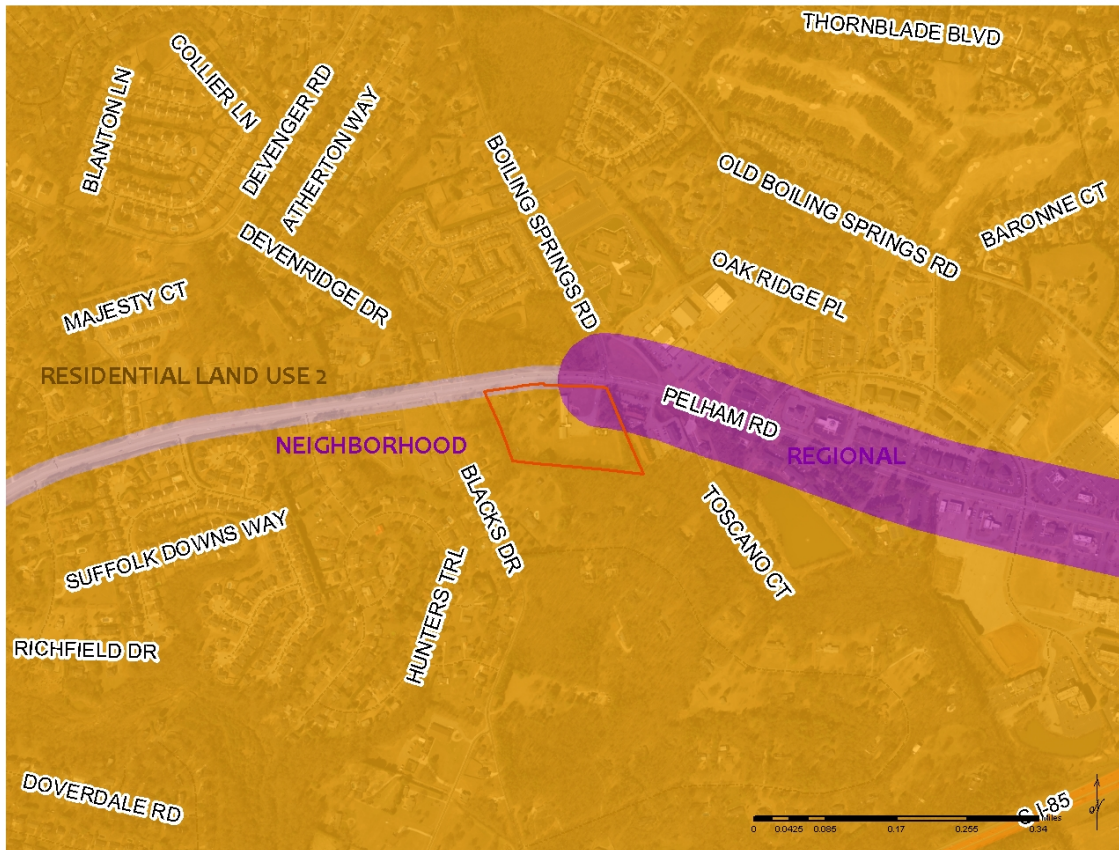 THORNBLADE BLVD
COLLIER LN
BLANTON LN
DEVENGER RD
ATHERTON WAY
BOILING SPRINGS RD
OLD BOILING SPRINGS RD
BARONNE CT
DEVENRIDGE DR
OAK RIDGE PL
MAJESTY CT
RESIDENTIAL LAND USE 2
PELHAM RD
NEIGHBORHOOD
REGIONAL
BLACKS DR
TOSCANO CT
SUFFOLK DOWNS WAY
HUNTERS TRL
RICHFIELD DR
DOVERDALE RD
S I-85
Miles
0 0.0425 0.085 0.17 0.255 0.34
N